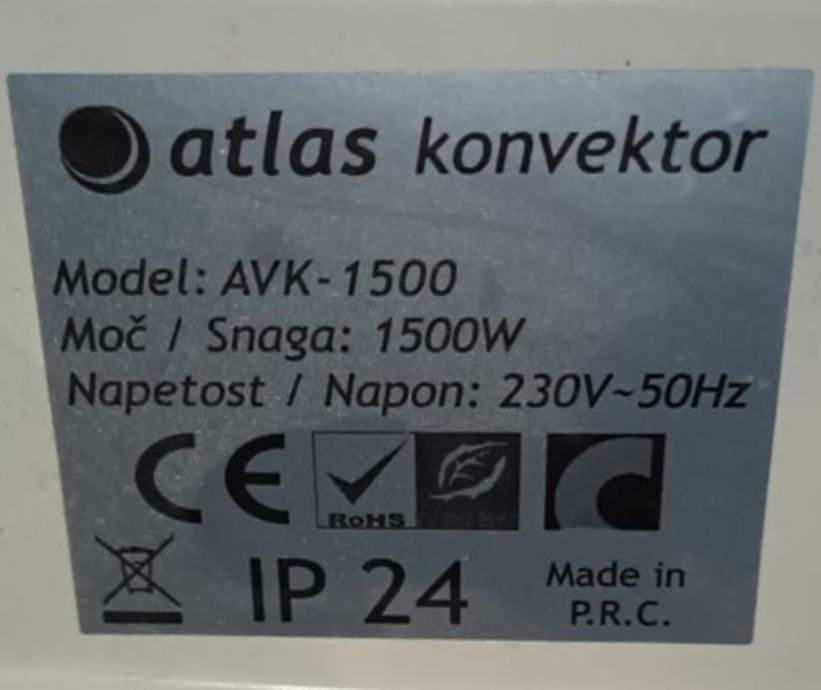 atlas konvektor
Model: AVK-1500
Moč / Snaga: 1500W
Napetost / Napon: 230V~50Hz
CE
RoHS
IP 24
Made in
P.R.C.